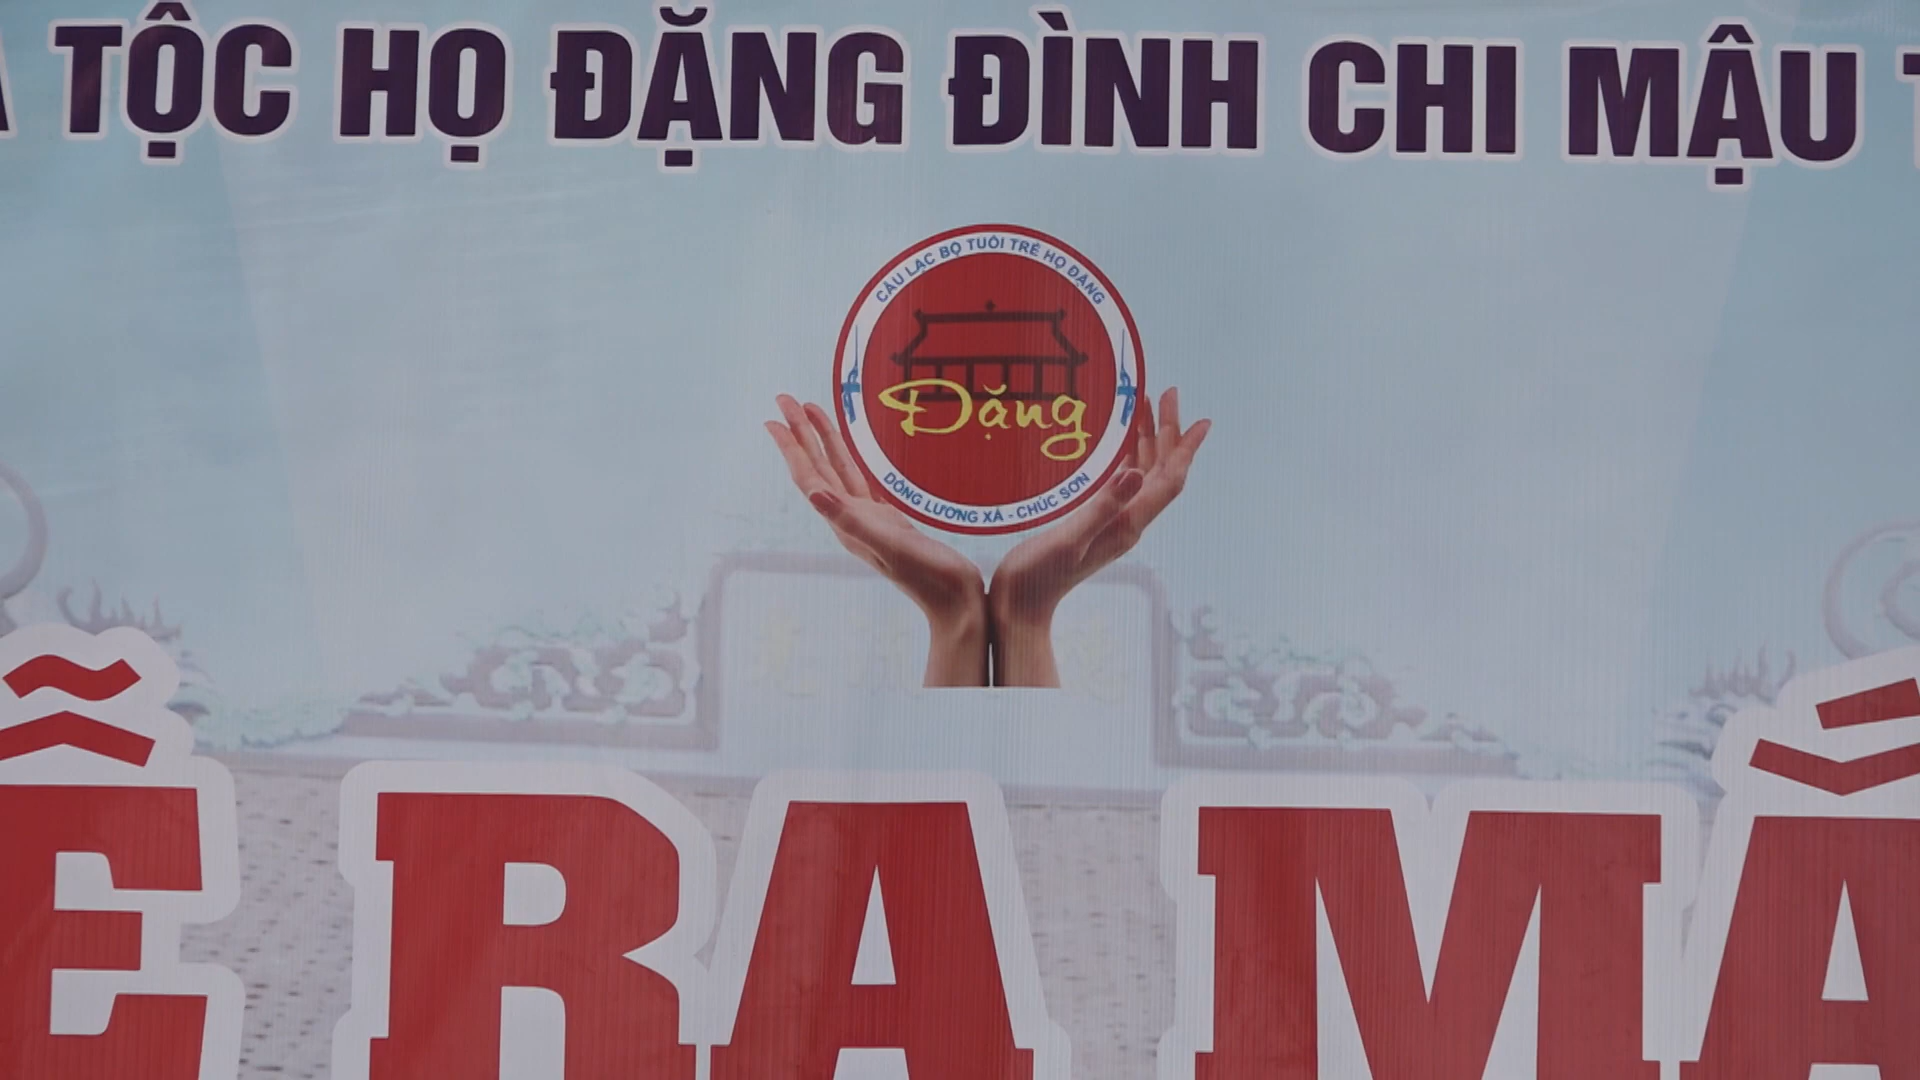 TỘC HỌ ĐẶNG ĐÌNH CHI MẬU
CÂU LẠC BỘ TUỔI TRẺ HỌ ĐẶNG
Đặng
ĐỒNG LƯƠNG XÁ - CHÚC SƠN
Ễ RA MẮ